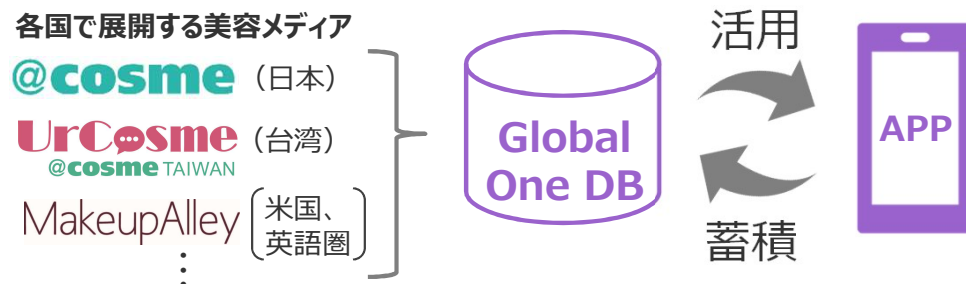 各国で展開する美容メディア
@cosme（日本）
UrCosme（台湾）
@cosme TAIWAN
MakeupAlley
米国、
英語圏
︙
Global
One DB
活用
蓄積
APP